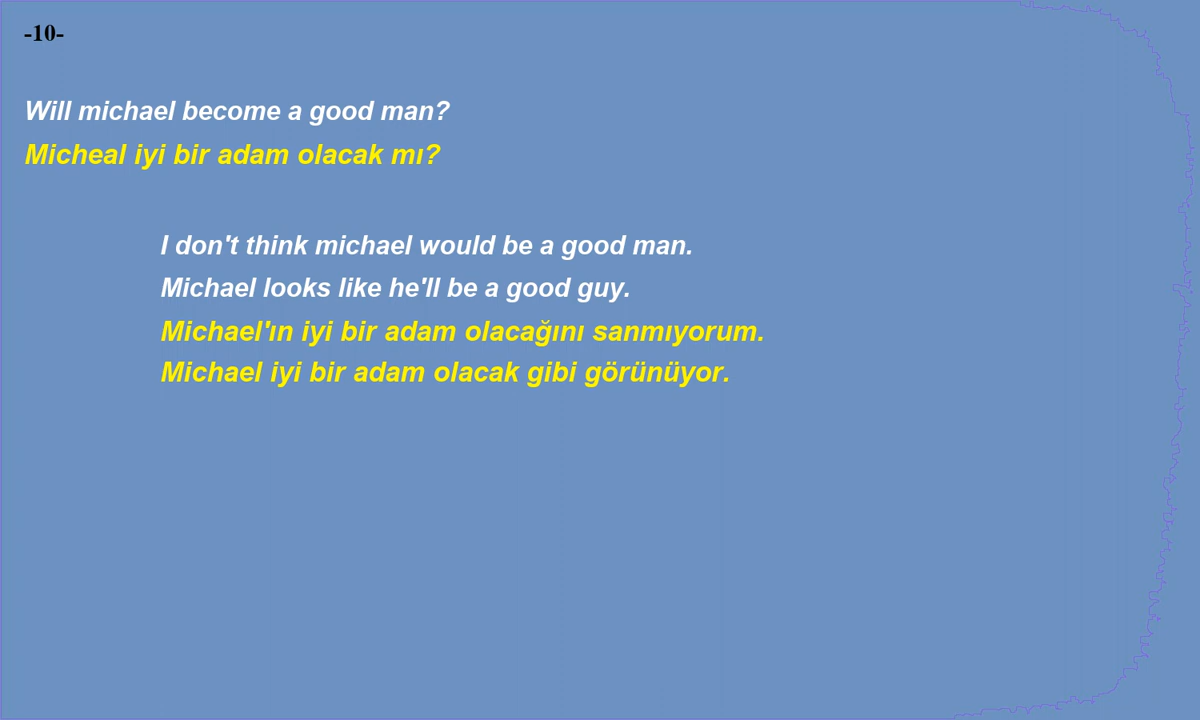 -10-
Will michael become a good man?
Micheal iyi bir adam olacak mı?
I don't think michael would be a good man.
Michael looks like he'll be a good guy.
Michael'ın iyi bir adam olacağını sanmıyorum.
Michael iyi bir adam olacak gibi görünüyor.